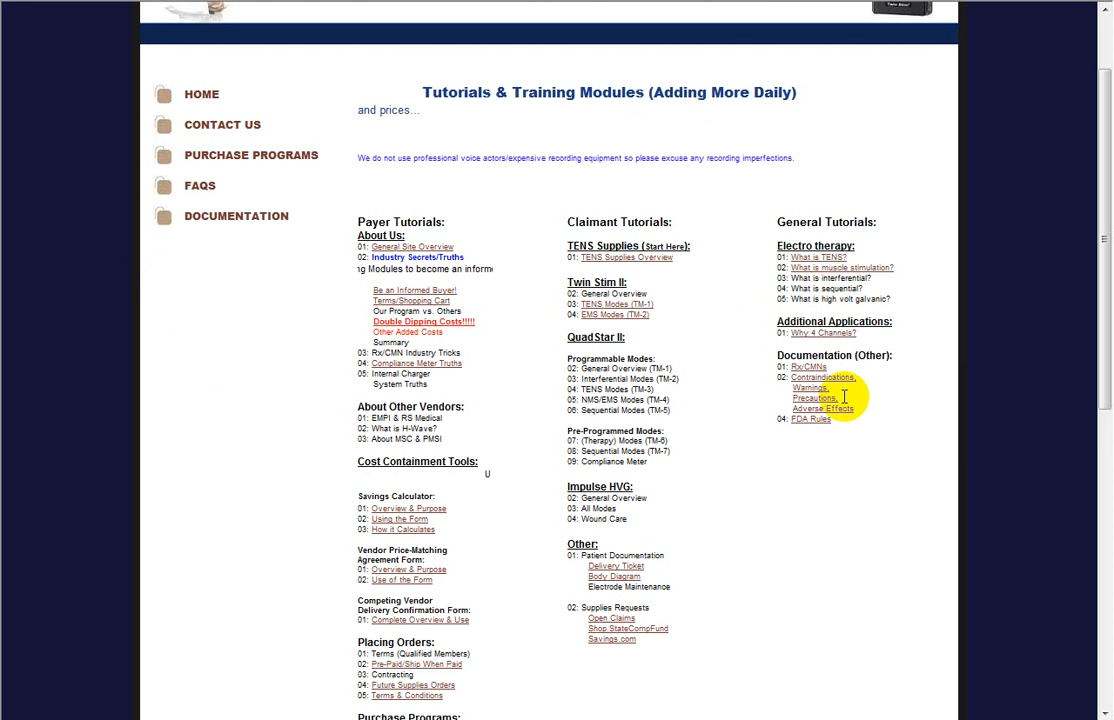 HOME
CONTACT US
PURCHASE PROGRAMS
FAQS
DOCUMENTATION
Tutorials & Training Modules (Adding More Daily)
and prices…
We do not use professional voice actors/expensive recording equipment so please excuse any recording imperfections.
Payer Tutorials:
About Us:
01: General Site Overview
02: Industry Secrets/Truths
ng Modules to become an inform
Be an Informed Buyer!
Terms/Shopping Cart
Our Program vs. Others
Double Dipping Costs!!!!!
Other Added Costs
Summary
03: Rx/CMN Industry Tricks
04: Compliance Meter Truths
05: Internal Charger
System Truths
About Other Vendors:
01: EMPI & RS Medical
02: What is H-Wave?
03: About MSC & PMSI
Cost Containment Tools:
U
Savings Calculator:
01: Overview & Purpose
02: Using the Form
03: How it Calculates
Vendor Price-Matching
Agreement Form:
01: Overview & Purpose
02: Use of the Form
Competing Vendor
Delivery Confirmation Form:
01: Complete Overview & Use
Placing Orders:
01: Terms (Qualified Members)
02: Pre-Paid/Ship When Paid
03: Contracting
04: Future Supplies Orders
05: Terms & Conditions
Purchase Programs:
Claimant Tutorials:
TENS Supplies (Start Here):
01: TENS Supplies Overview
Twin Stim II:
02: General Overview
03: TENS Modes (TM-1)
04: EMS Modes (TM-2)
QuadStar II:
Programmable Modes:
02: General Overview (TM-1)
03: Interferential Modes (TM-2)
04: TENS Modes (TM-3)
05: NMS/EMS Modes (TM-4)
06: Sequential Modes (TM-5)
Pre-Programmed Modes:
07: (Therapy) Modes (TM-6)
08: Sequential Modes (TM-7)
09: Compliance Meter
Impulse HVG:
02: General Overview
03: All Modes
04: Wound Care
Other:
01: Patient Documentation
Delivery Ticket
Body Diagram
Electrode Maintenance
02: Supplies Requests
Open Claims
Shop.StateCompFund
Savings.com
General Tutorials:
Electro therapy:
01: What is TENS?
02: What is muscle stimulation?
03: What is interferential?
04: What is sequential?
05: What is high volt galvanic?
Additional Applications:
01: Why 4 Channels?
Documentation (Other):
01: Rx/CMNs
02: Contraindications,
Warnings,
Precautions,
Adverse Effects
04: FDA Rules